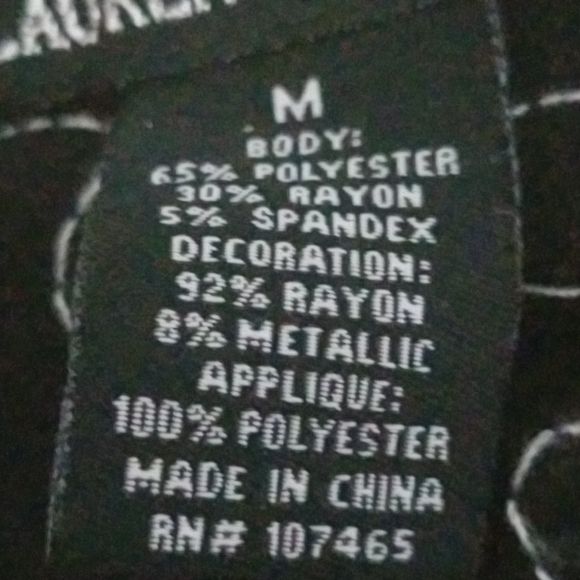 LAUREN
M
BODY:
65% POLYESTER
30% RAYON
5% SPANDEX
DECORATION:
92% RAYON
8% METALLIC
APPLIQUE:
100% POLYESTER
MADE IN CHINA
RN# 107465